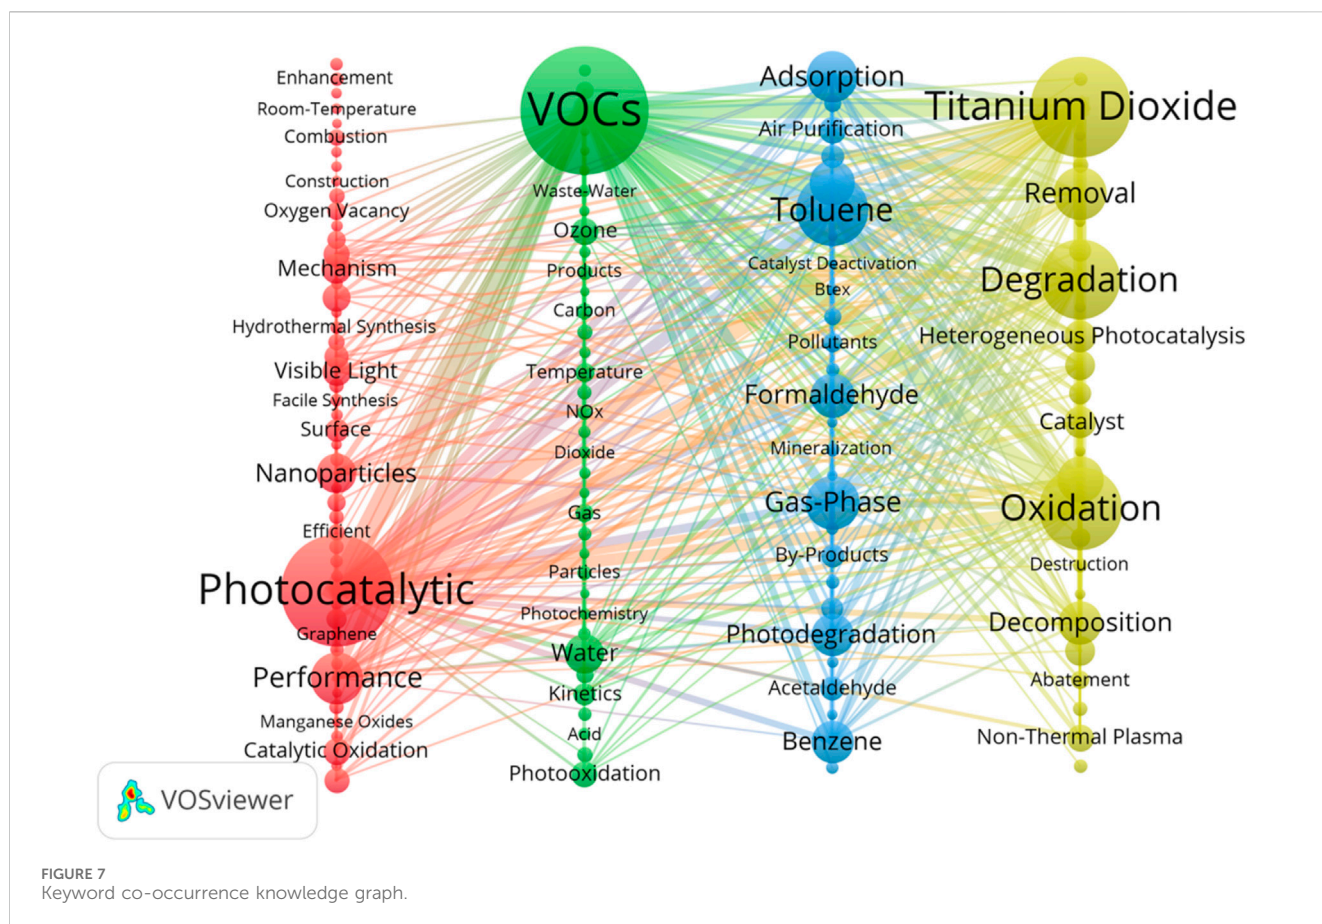 Enhancement
Room-Temperature
Combustion
Construction
Oxygen Vacancy
Mechanism
Hydrothermal Synthesis
Visible Light
Facile Synthesis
Surface
Nanoparticles
Efficient
Photocatalytic
Graphene
Performance
Manganese Oxides
Catalytic Oxidation
VOCs
Waste-Water
Ozone
Products
Carbon
Temperature
NOx
Dioxide
Gas
Particles
Photochemistry
Water
Kinetics
Acid
Photooxidation
Adsorption
Air Purification
Toluene
Catalyst Deactivation
Btex
Pollutants
Formaldehyde
Mineralization
Gas-Phase
By-Products
Photodegradation
Acetaldehyde
Benzene
Titanium Dioxide
Removal
Degradation
Heterogeneous Photocatalysis
Catalyst
Oxidation
Destruction
Decomposition
Abatement
Non-Thermal Plasma
VOSviewer
FIGURE 7
Keyword co-occurrence knowledge graph.